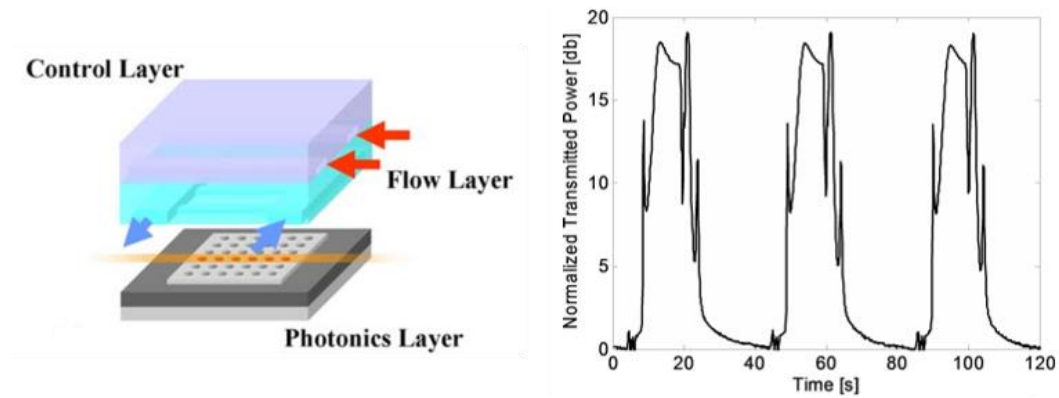 Control Layer
Flow Layer
Photonics Layer
Normalized Transmitted Power [db]
20
15
10
5
0
0
20
40
60
80
100
120
Time [s]